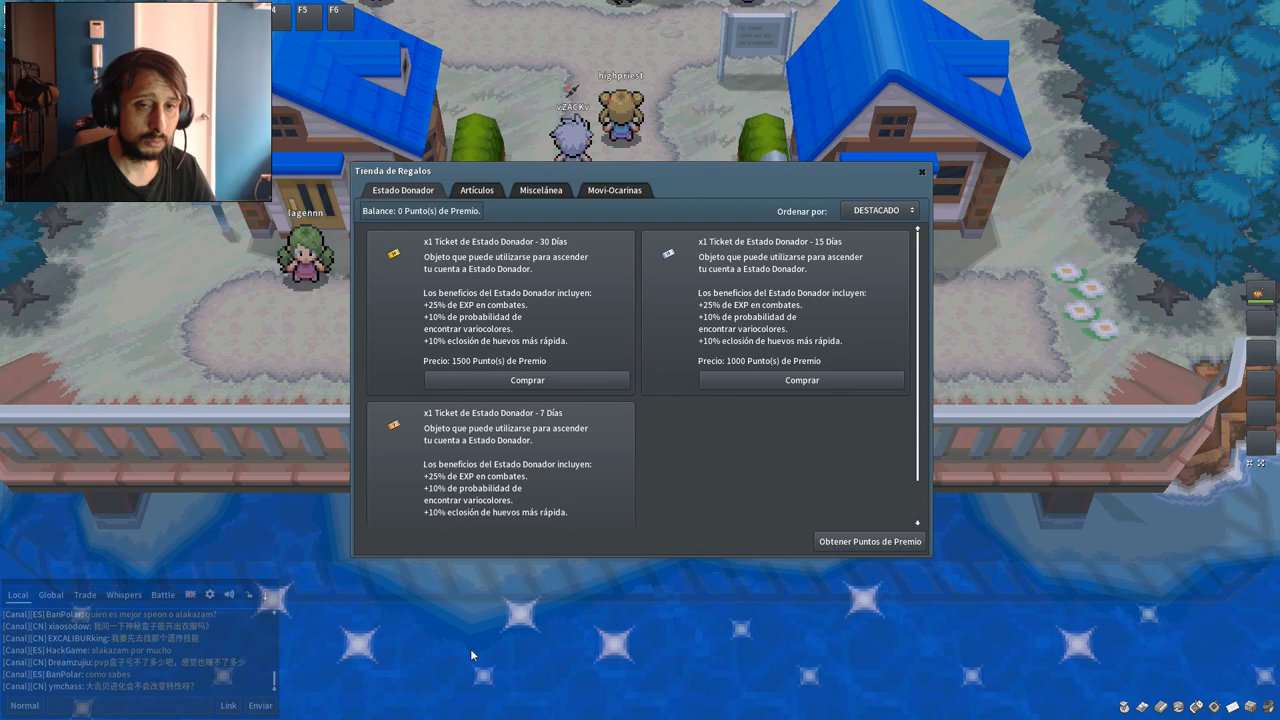 4
F5
F6
highpriest
vZACKv
lagennn
Tienda de Regalos
Estado Donador
Artículos
Miscelánea
Movi-Ocarinas
Balance: 0 Punto(s) de Premio.
Ordenar por:
DESTACADO
x1 Ticket de Estado Donador - 30 Días
Objeto que puede utilizarse para ascender
tu cuenta a Estado Donador.
Los beneficios del Estado Donador incluyen:
+25% de EXP en combates.
+10% de probabilidad de
encontrar variocolores.
+10% eclosión de huevos más rápida.
Precio: 1500 Punto(s) de Premio
Comprar
x1 Ticket de Estado Donador - 15 Días
Objeto que puede utilizarse para ascender
tu cuenta a Estado Donador.
Los beneficios del Estado Donador incluyen:
+25% de EXP en combates.
+10% de probabilidad de
encontrar variocolores.
+10% eclosión de huevos más rápida.
Precio: 1000 Punto(s) de Premio
Comprar
x1 Ticket de Estado Donador - 7 Días
Objeto que puede utilizarse para ascender
tu cuenta a Estado Donador.
Los beneficios del Estado Donador incluyen:
+25% de EXP en combates.
+10% de probabilidad de
encontrar variocolores.
+10% eclosión de huevos más rápida.
Obtener Puntos de Premio
Local
Global
Trade
Whispers
Battle
[Canal][ES] BanPolar: quien es mejor speon o alakazam?
[Canal][CN] xiaosodow: 我问一下神秘盒子能开出衣服吗》
[Canal][CN] EXCALIBURking: 我要先去找那个遗传技能
[Canal][ES] HackGame: alakazam por mucho
[Canal][CN] Dreamzujiu: pvp盒子亏不了多少吧，感觉也赚不了多少
[Canal][ES] BanPolar: como sabes
[Canal][CN] ymchass: 大舌贝进化会不会改变特性呀?
Normal
Link
Enviar